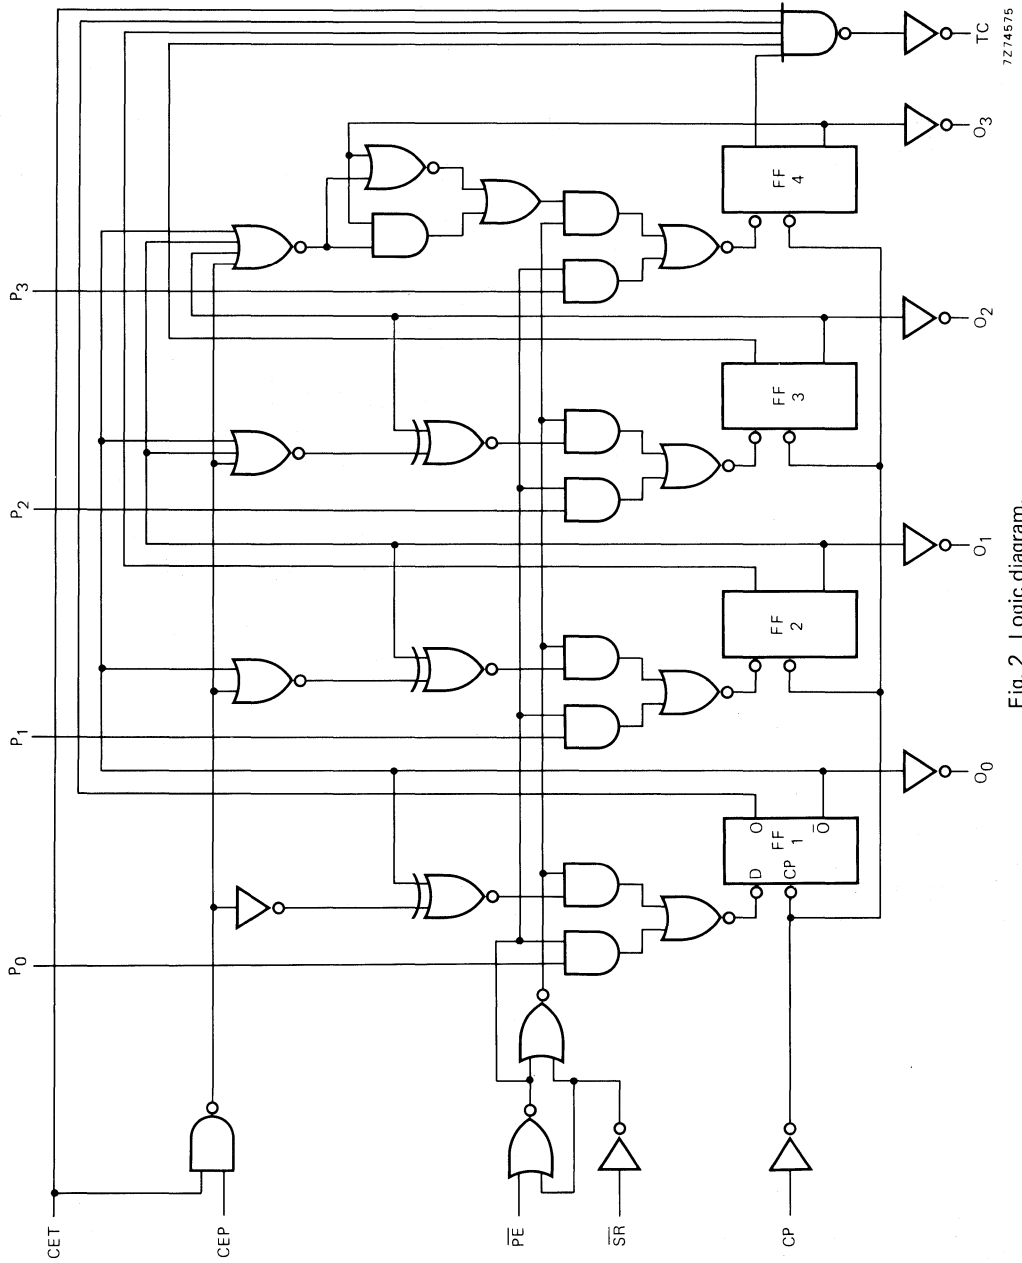 CET
CEP
PE
SR
CP
P0
P1
P2
P3
D
CP
FF
1
O
O
FF
2
FF
3
FF
4
O0
O1
O2
O3
TC
7Z74575
Fig. 2 Logic diagram.